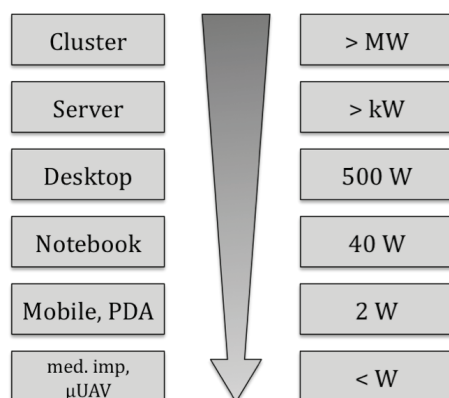 Cluster
> MW
Server
> kW
Desktop
500 W
Notebook
40 W
Mobile, PDA
2 W
med. imp,
μUAV
< W